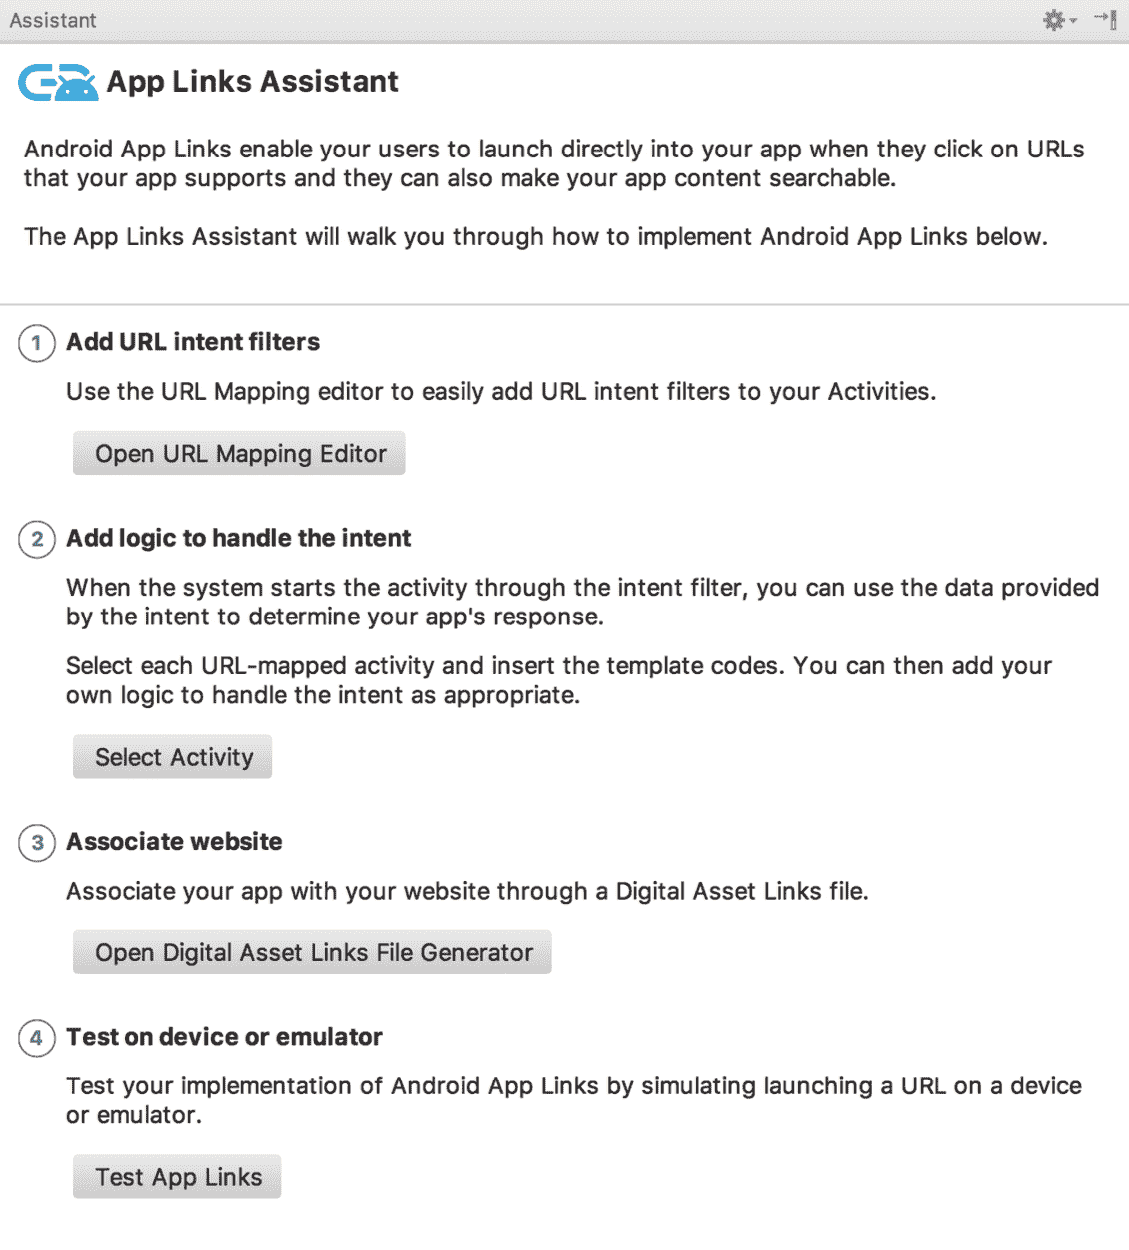 Assistant
App Links Assistant
Android App Links enable your users to launch directly into your app when they click on URLs
that your app supports and they can also make your app content searchable.
The App Links Assistant will walk you through how to implement Android App Links below.
1 Add URL intent filters
Use the URL Mapping editor to easily add URL intent filters to your Activities.
Open URL Mapping Editor
2 Add logic to handle the intent
When the system starts the activity through the intent filter, you can use the data provided
by the intent to determine your app's response.
Select each URL-mapped activity and insert the template codes. You can then add your
own logic to handle the intent as appropriate.
Select Activity
3 Associate website
Associate your app with your website through a Digital Asset Links file.
Open Digital Asset Links File Generator
4 Test on device or emulator
Test your implementation of Android App Links by simulating launching a URL on a device
or emulator.
Test App Links